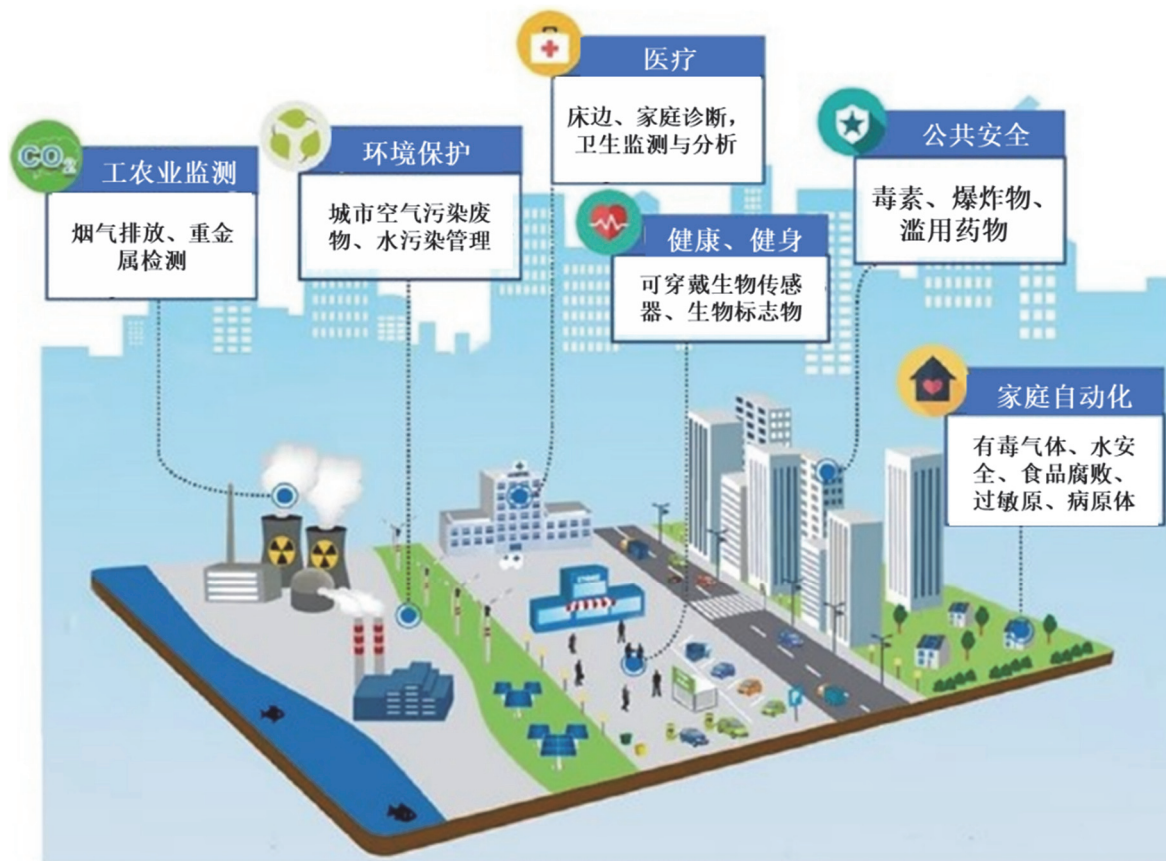 医疗
床边、家庭诊断，
卫生监测与分析
公共安全
毒素、爆炸物、
滥用药物
CO2
工农业监测
烟气排放、重金
属检测
环境保护
城市空气污染废
物、水污染管理
健康、健身
可穿戴生物传感
器、生物标志物
家庭自动化
有毒气体、水安
全、食品腐败、
过敏原、病原体
P